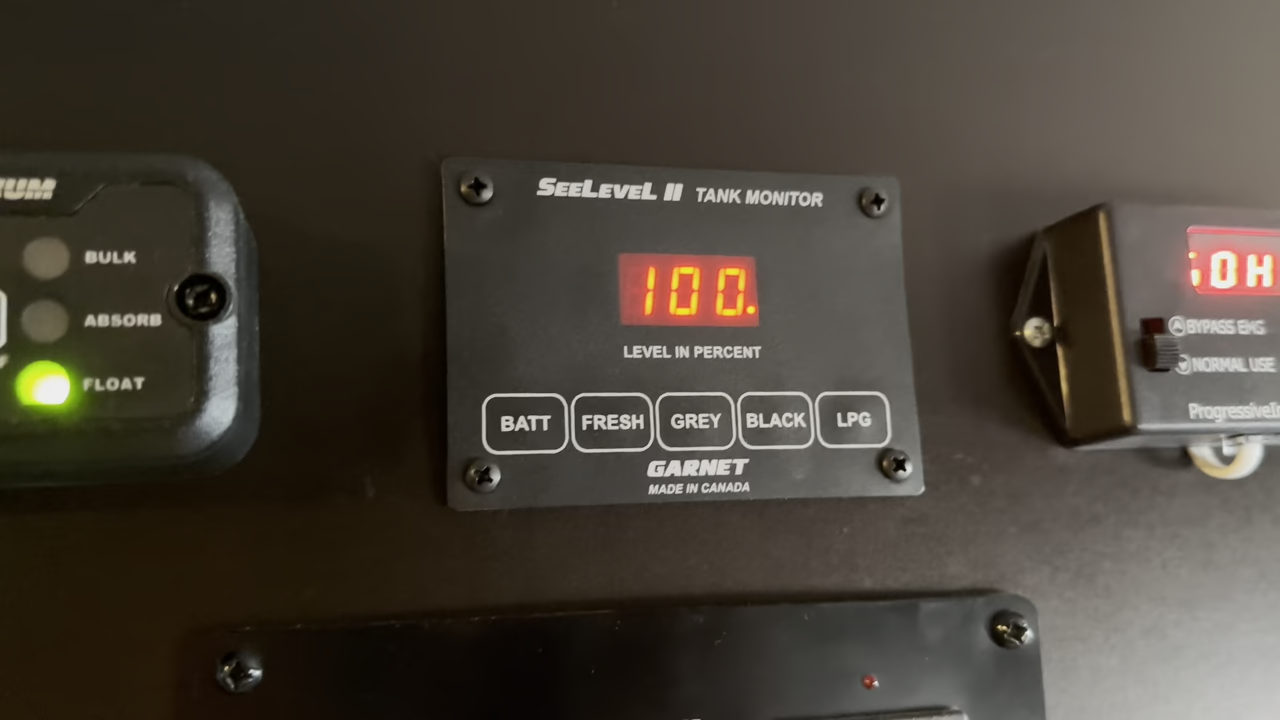 BULK
ABSORB
FLOAT
SEELEVEL II TANK MONITOR
100.
LEVEL IN PERCENT
BATT FRESH GREY BLACK LPG
GARNET
MADE IN CANADA
OH
BYPASS EMS
NORMAL USE